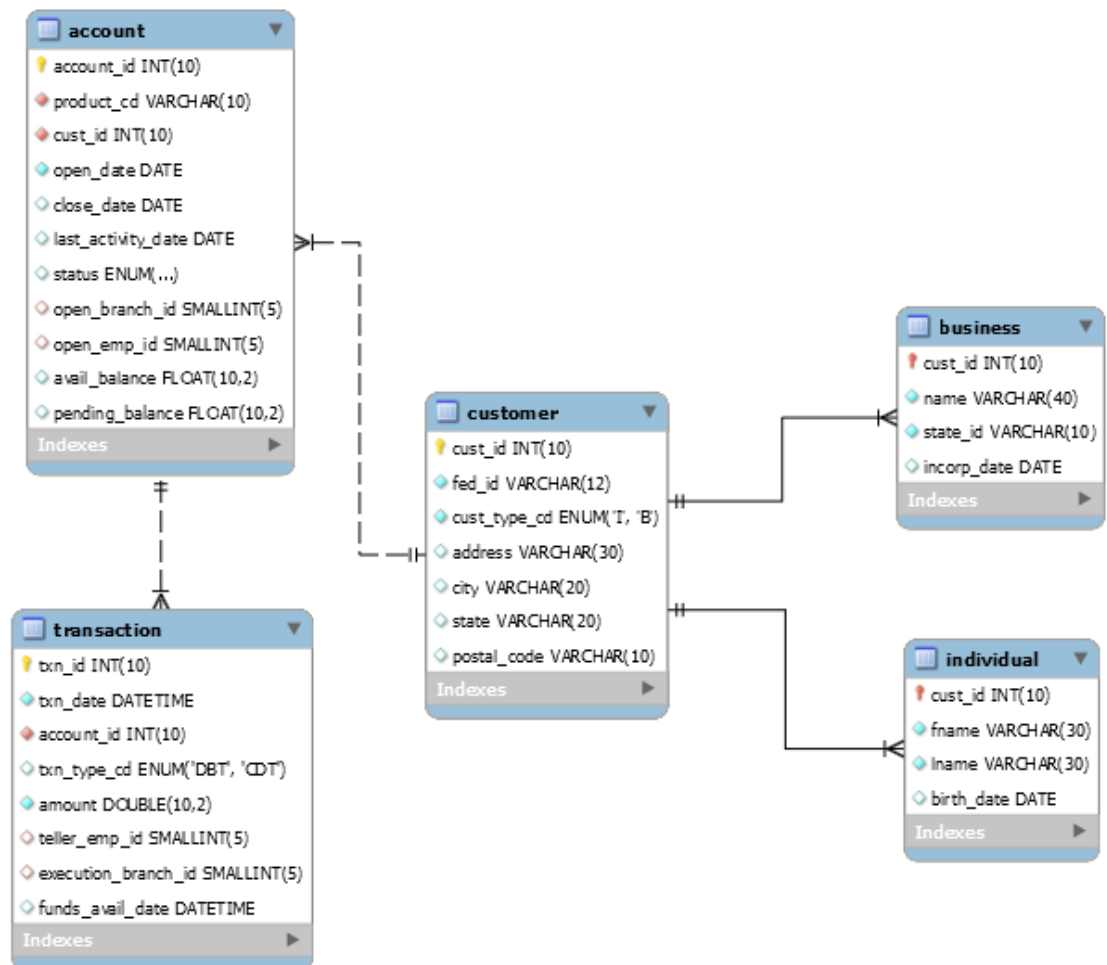 account
account_id INT(10)
product_cd VARCHAR(10)
cust_id INT(10)
open_date DATE
close_date DATE
last_activity_date DATE
status ENUM(...)
open_branch_id SMALLINT(5)
open_emp_id SMALLINT(5)
avail_balance FLOAT(10,2)
pending_balance FLOAT(10,2)
Indexes
transaction
txn_id INT(10)
txn_date DATETIME
account_id INT(10)
txn_type_cd ENUM('DBT', 'CDT')
amount DOUBLE(10,2)
teller_emp_id SMALLINT(5)
execution_branch_id SMALLINT(5)
funds_avail_date DATETIME
Indexes
customer
cust_id INT(10)
fed_id VARCHAR(12)
cust_type_cd ENUM('I', 'B')
address VARCHAR(30)
city VARCHAR(20)
state VARCHAR(20)
postal_code VARCHAR(10)
Indexes
business
cust_id INT(10)
name VARCHAR(40)
state_id VARCHAR(10)
incorp_date DATE
Indexes
individual
cust_id INT(10)
fname VARCHAR(30)
lname VARCHAR(30)
birth_date DATE
Indexes